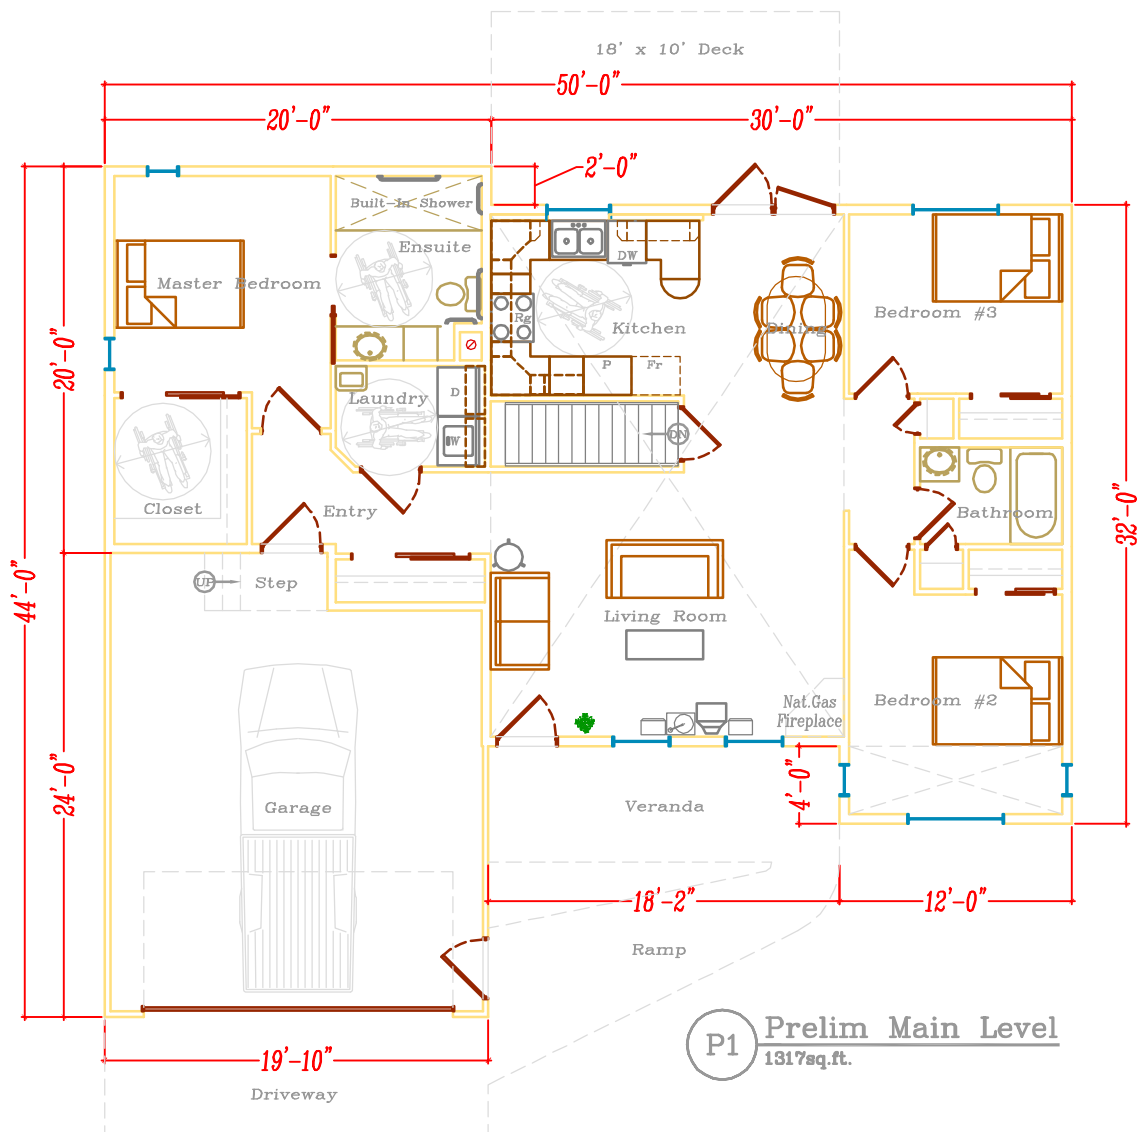 18' x 10' Deck
50'-0"
20'-0"
30'-0"
2'-0"
Built-In Shower
Ensuite
DW
Master Bedroom
Rg
Kitchen
Dining
Bedroom #3
20'-0"
P
Fr
Laundry
D
W
DN
Closet
Entry
Bathroom
32'-0"
44'-0"
UP
Step
Living Room
Nat.Gas
Fireplace
Bedroom #2
24'-0"
Garage
Veranda
4'-0"
18'-2"
12'-0"
Ramp
P1
Prelim Main Level
1317sq.ft.
19'-10"
Driveway